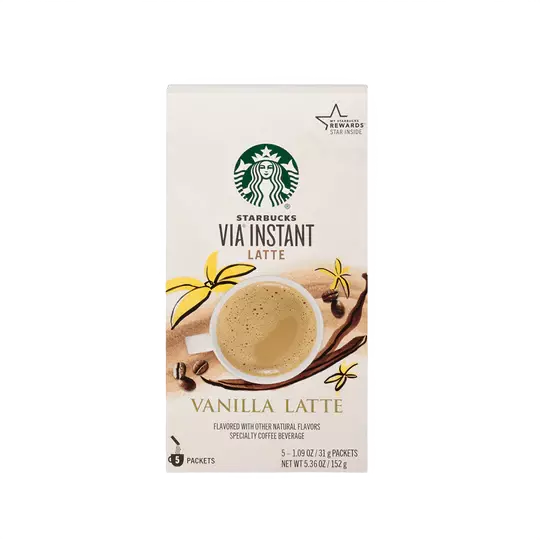 MY STARBUCKS
REWARDS
STAR INSIDE
STARBUCKS
VIA® INSTANT
LATTE
VANILLA LATTE
FLAVORED WITH OTHER NATURAL FLAVORS
SPECIALTY COFFEE BEVERAGE
5 – 1.09 OZ / 31 g PACKETS
NET WT 5.36 OZ / 152 g
5 PACKETS